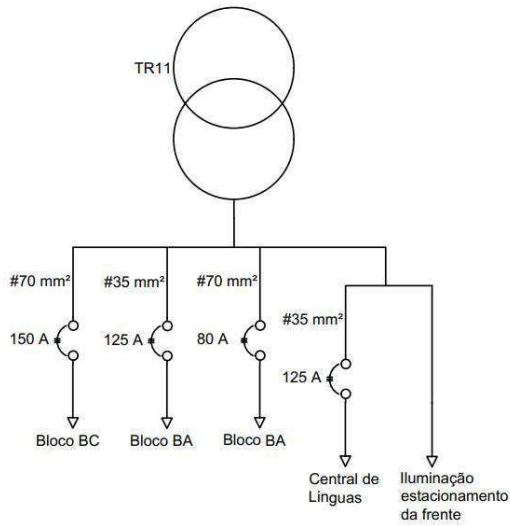 TR11
#70 mm²
#35 mm²
#70 mm²
150 A
125 A
80 A
#35 mm²
125 A
Bloco BC
Bloco BA
Bloco BA
Central de
Linguas
Iluminação
estacionamento
da frente